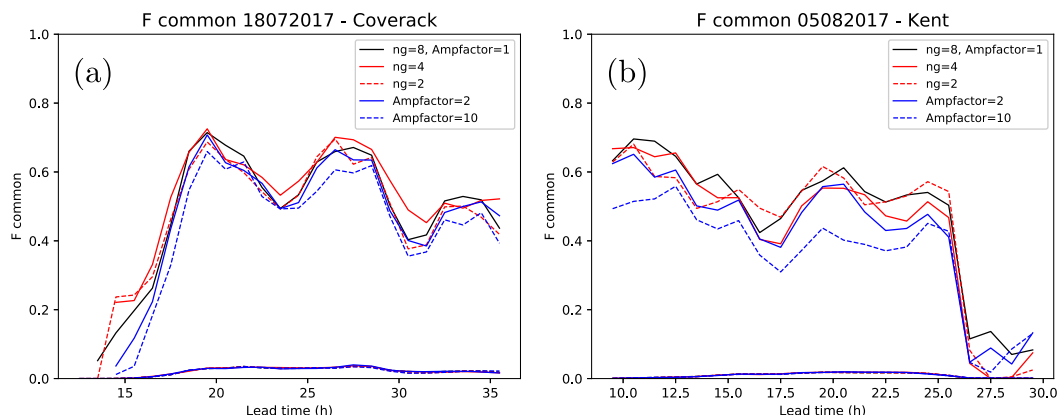 F common 18072017 - Coverack
(a)
ng=8, Ampfactor=1
ng=4
ng=2
Ampfactor=2
Ampfactor=10
F common
1.0
0.8
0.6
0.4
0.2
0.0
15
20
25
30
35
Lead time (h)
F common 05082017 - Kent
(b)
ng=8, Ampfactor=1
ng=4
ng=2
Ampfactor=2
Ampfactor=10
F common
1.0
0.8
0.6
0.4
0.2
0.0
10.0
12.5
15.0
17.5
20.0
22.5
25.0
27.5
30.0
Lead time (h)